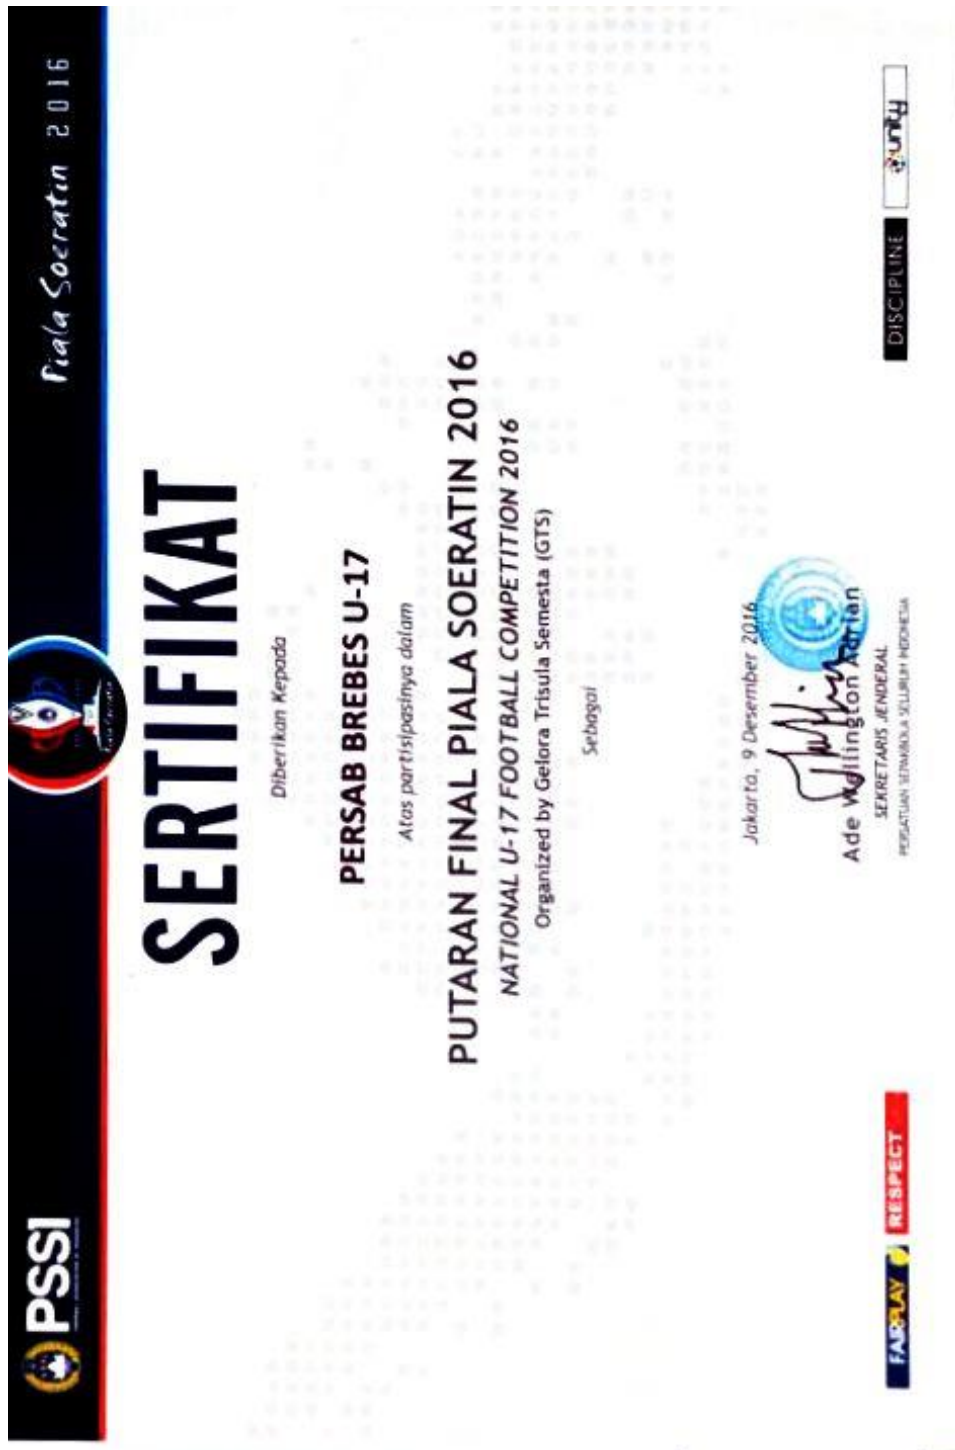 PSSI
Piala Soeratin 2016
SERTIFIKAT
Diberikan Kepada
PERSAB BREBES U-17
Atas partisipasinya dalam
PUTARAN FINAL PIALA SOERATIN 2016
NATIONAL U-17 FOOTBALL COMPETITION 2016
Organized by Gelora Trisula Semesta (GTS)
Sebagai
Jakarta, 9 Desember 2016
Ade Wellington Adrian
SEKRETARIS JENDERAL
PERSATUAN SEPAKBOLA SELURUH INDONESIA
FAIRPLAY RESPECT DISCIPLINE unity